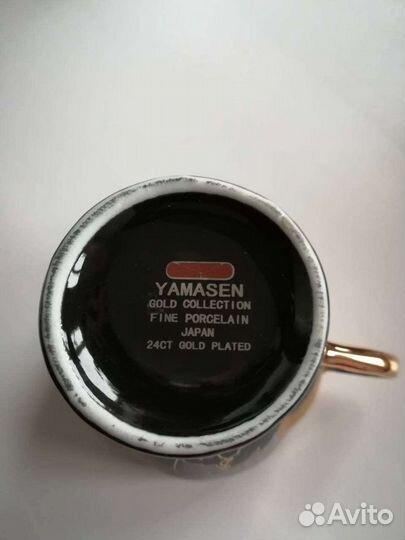 YAMASEN
GOLD COLLECTION
FINE PORCELAIN
JAPAN
24CT GOLD PLATED
Avito